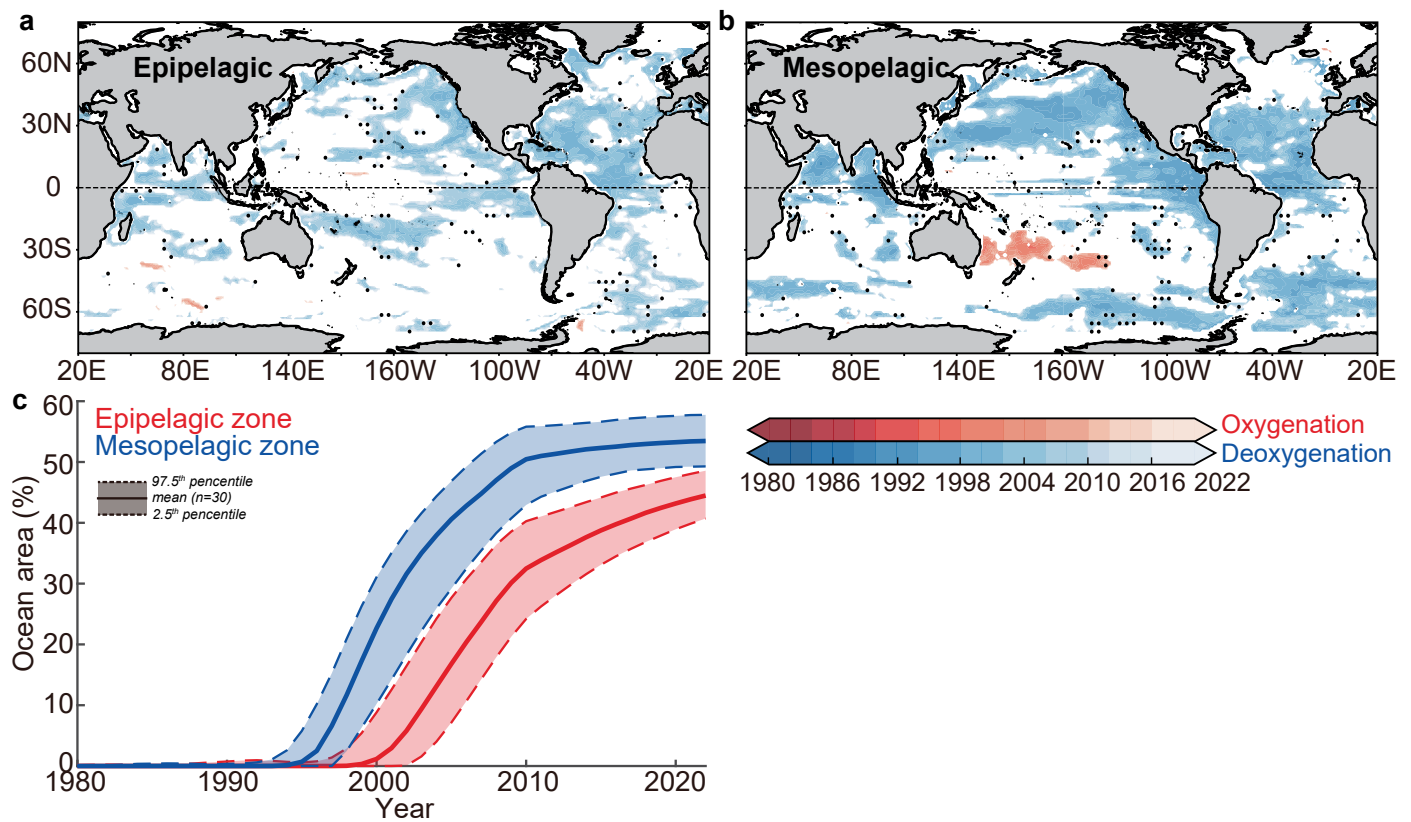 a
b
Epipelagic
Mesopelagic
60N
30N
0
30S
60S
20E 80E 140E 160W 100W 40W 20E
20E 80E 140E 160W 100W 40W 20E
c
Epipelagic zone
Mesopelagic zone
97.5th percentile
mean (n=30)
2.5th percentile
Ocean area (%)
60
50
40
30
20
10
0
1980 1990 2000 2010 2020
Year
Oxygenation
Deoxygenation
1980 1986 1992 1998 2004 2010 2016 2022